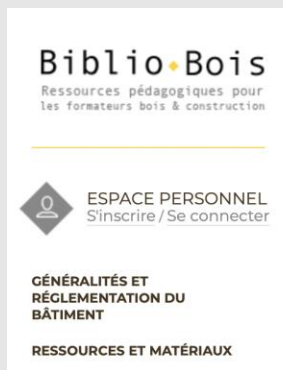 Biblio•Bois
Ressources pédagogiques pour
les formateurs bois & construction
ESPACE PERSONNEL
S'inscrire / Se connecter
GÉNÉRALITÉS ET
RÉGLEMENTATION DU
BÂTIMENT
RESSOURCES ET MATÉRIAUX